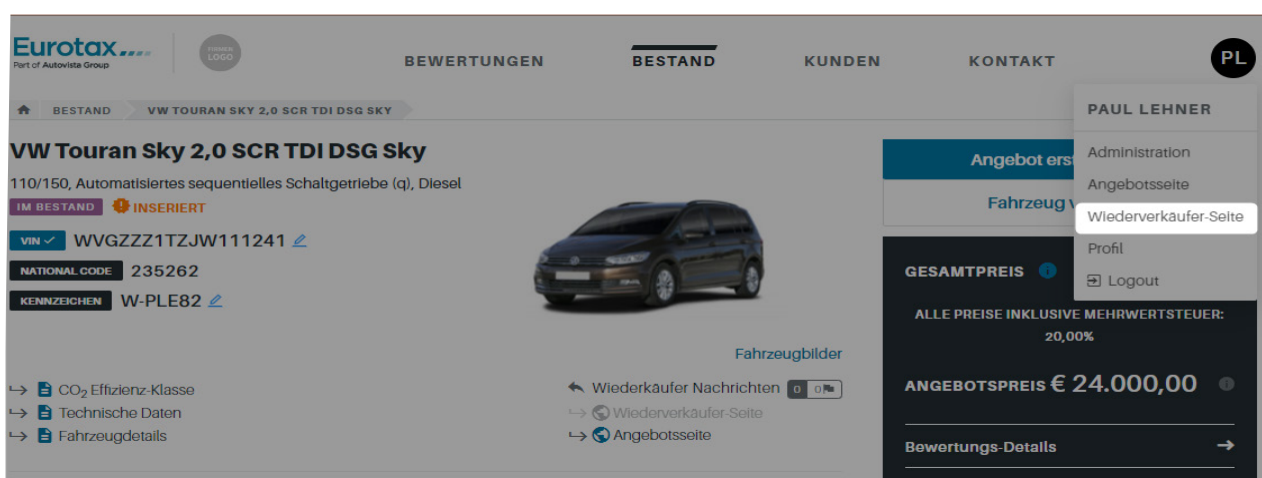 Eurotax....
Part of Autovista Group
FIRMEN
LOGO
BEWERTUNGEN
BESTAND
KUNDEN
KONTAKT
PL
BESTAND
VW TOURAN SKY 2,0 SCR TDI DSG SKY
PAUL LEHNER
Administration
Angebotsseite
Wiederverkäufer-Seite
Profil
Logout
VW Touran Sky 2,0 SCR TDI DSG Sky
110/150, Automatisiertes sequentielles Schaltgetriebe (q), Diesel
IM BESTAND INSERIERT
VIN WVGZZZ1TZJW111241
NATIONAL CODE 235262
KENNZEICHEN W-PLE82
Fahrzeugbilder
CO₂ Effizienz-Klasse
Technische Daten
Fahrzeugdetails
Wiederkäufer Nachrichten 0 0
Wiederverkäufer-Seite
Angebotsseite
Angebot erst
Fahrzeug v
GESAMTPREIS
ALLE PREISE INKLUSIVE MEHRWERTSTEUER:
20,00%
ANGEBOTSPREIS € 24.000,00
Bewertungs-Details